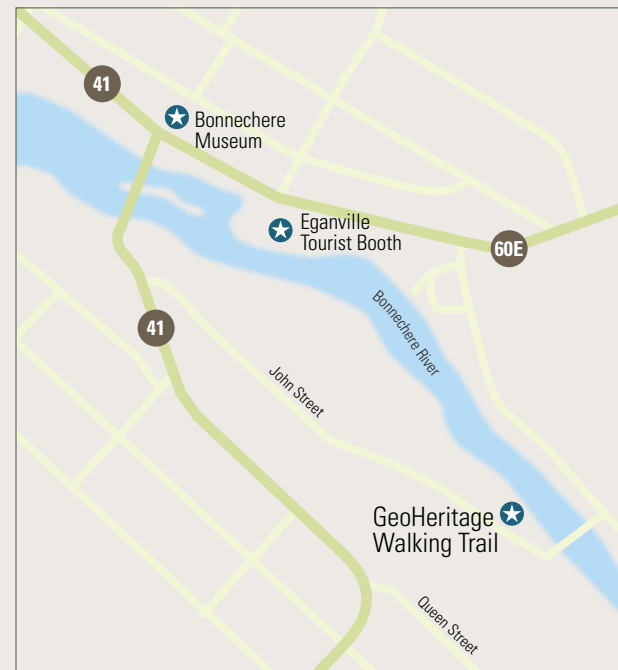 41
Bonnechere
Museum
Eganville
Tourist Booth
60E
Bonnechere River
41
John Street
GeoHeritage
Walking Trail
Queen Street